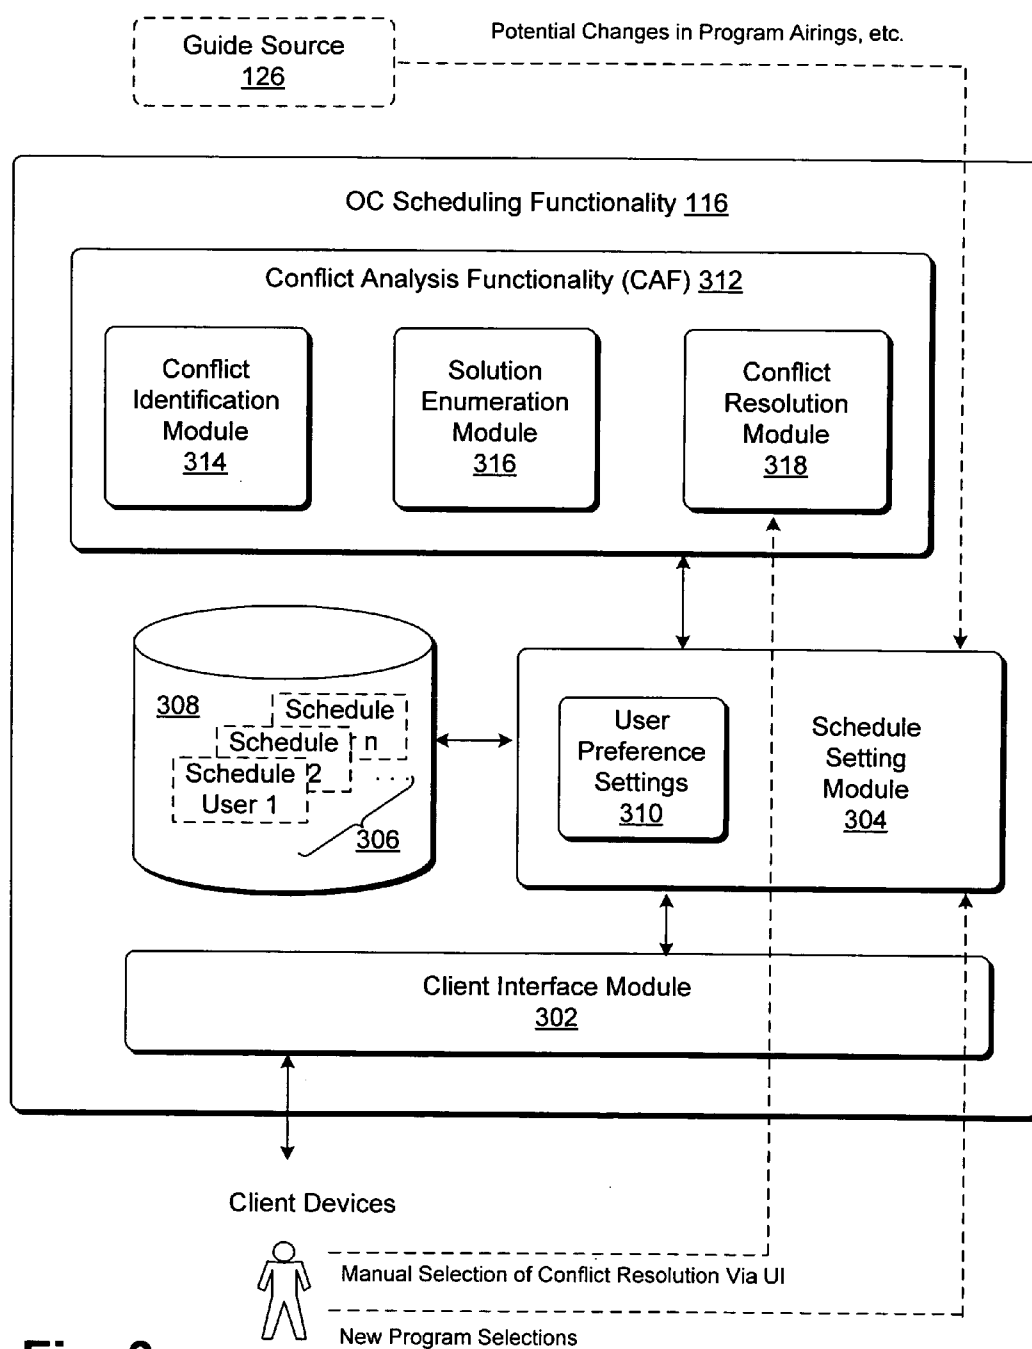 Guide Source
126
Potential Changes in Program Airings, etc.
OC Scheduling Functionality 116
Conflict Analysis Functionality (CAF) 312
Conflict
Identification
Module
314
Solution
Enumeration
Module
316
Conflict
Resolution
Module
318
308
Schedule
n
Schedule
2
Schedule
User 1
. . .
306
User
Preference
Settings
310
Schedule
Setting
Module
304
Client Interface Module
302
Client Devices
Manual Selection of Conflict Resolution Via UI
New Program Selections